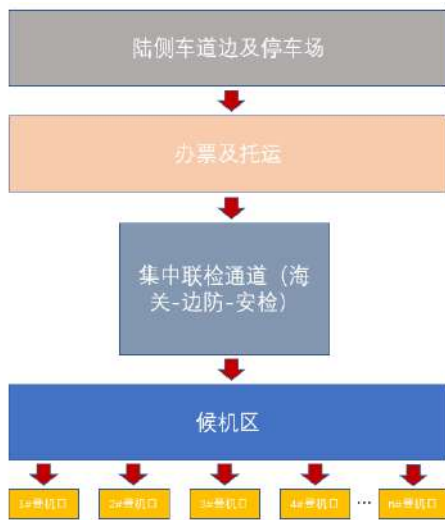 陆侧车道边及停车场
办票及托运
集中联检通道（海
关-边防-安检）
候机区
1#登机口 2#登机口 3#登机口 4#登机口 … n#登机口